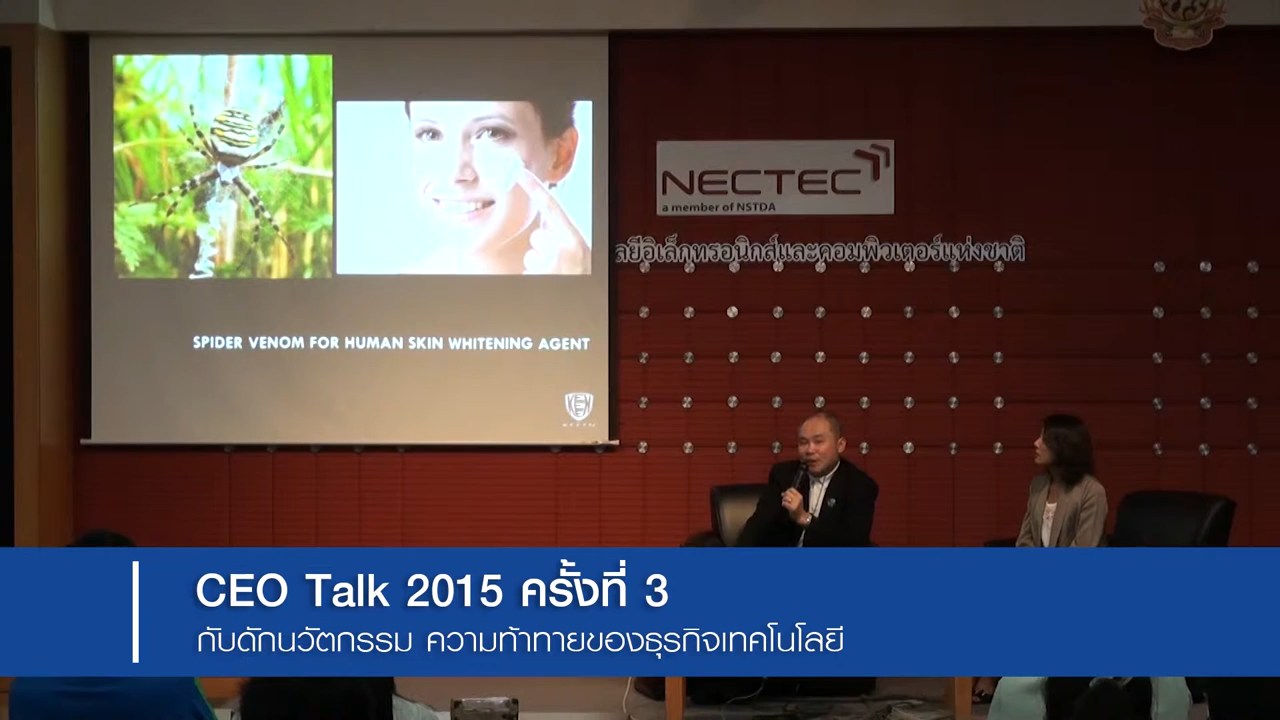 SPIDER VENOM FOR HUMAN SKIN WHITENING AGENT
NECTEC
a member of NSTDA
ลยีอิเล็กทรอนิกส์และคอมพิวเตอร์แห่งชาติ
CEO Talk 2015 ครั้งที่ 3
กับดักนวัตกรรม ความท้าทายของธุรกิจเทคโนโลยี